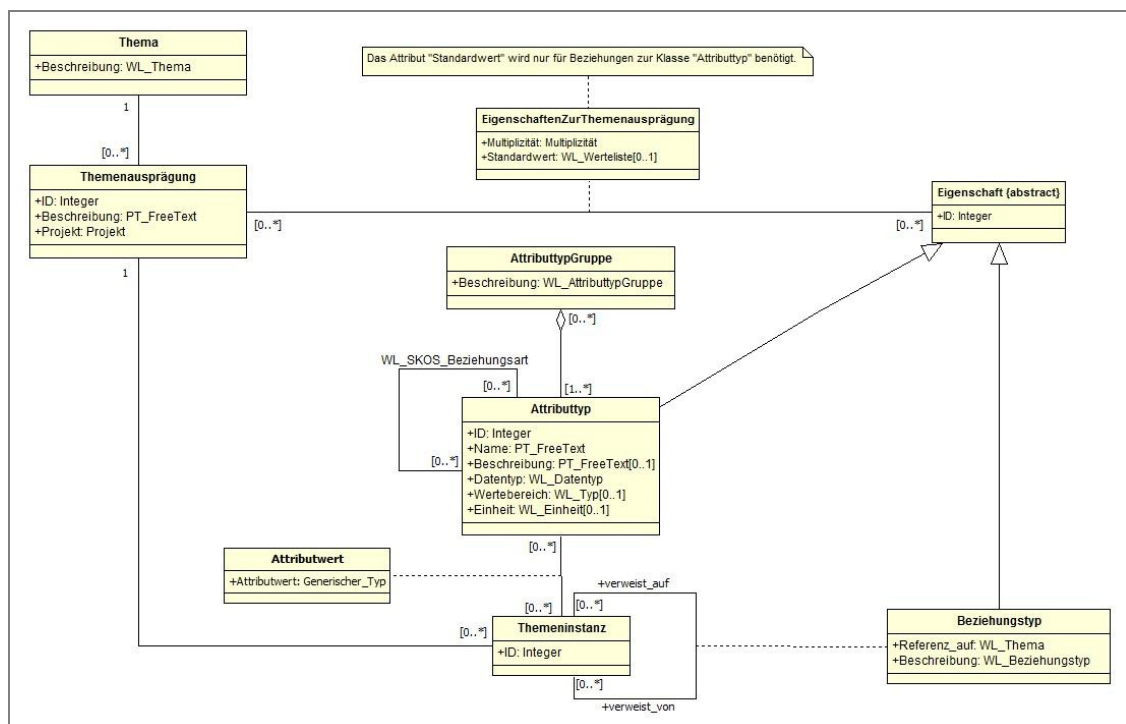 Thema
+Beschreibung: WL_Thema
1
[0..*]
Das Attribut "Standardwert" wird nur für Beziehungen zur Klasse "Attributtyp" benötigt.
EigenschaftenZurThemenausprägung
+Multiplizität: Multiplizität
+Standardwert: WL_Werteliste[0..1]
Themenausprägung
+ID: Integer
+Beschreibung: PT_FreeText
+Projekt: Projekt
[0..*]
[0..*]
1
Eigenschaft {abstract}
+ID: Integer
AttributtypGruppe
+Beschreibung: WL_AttributtypGruppe
[0..*]
[1..*]
WL_SKOS_Beziehungsart
[0..*]
[0..*]
Attributtyp
+ID: Integer
+Name: PT_FreeText
+Beschreibung: PT_FreeText[0..1]
+Datentyp: WL_Datentyp
+Wertebereich: WL_Typ[0..1]
+Einheit: WL_Einheit[0..1]
[0..*]
Attributwert
+Attributwert: Generischer_Typ
[0..*]
+verweist_auf
[0..*]
[0..*]
Themeninstanz
+ID: Integer
[0..*]
+verweist_von
Beziehungstyp
+Referenz_auf: WL_Thema
+Beschreibung: WL_Beziehungstyp